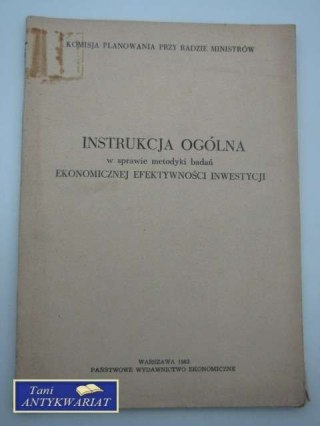 KOMISJA PLANOWANIA PRZY RADZIE MINISTRÓW
INSTRUKCJA OGÓLNA
w sprawie metodyki badań
EKONOMICZNEJ EFEKTYWNOŚCI INWESTYCJI
WARSZAWA 1962
PAŃSTWOWE WYDAWNICTWO EKONOMICZNE
Tani
ANTYKWARIAT